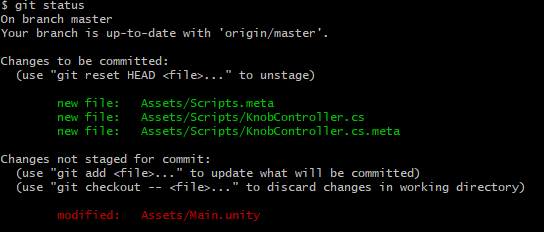 $ git status
On branch master
Your branch is up-to-date with 'origin/master'.
Changes to be committed:
(use "git reset HEAD <file>..." to unstage)
new file: Assets/Scripts.meta
new file: Assets/Scripts/KnobController.cs
new file: Assets/Scripts/KnobController.cs.meta
Changes not staged for commit:
(use "git add <file>..." to update what will be committed)
(use "git checkout -- <file>..." to discard changes in working directory)
modified: Assets/Main.unity